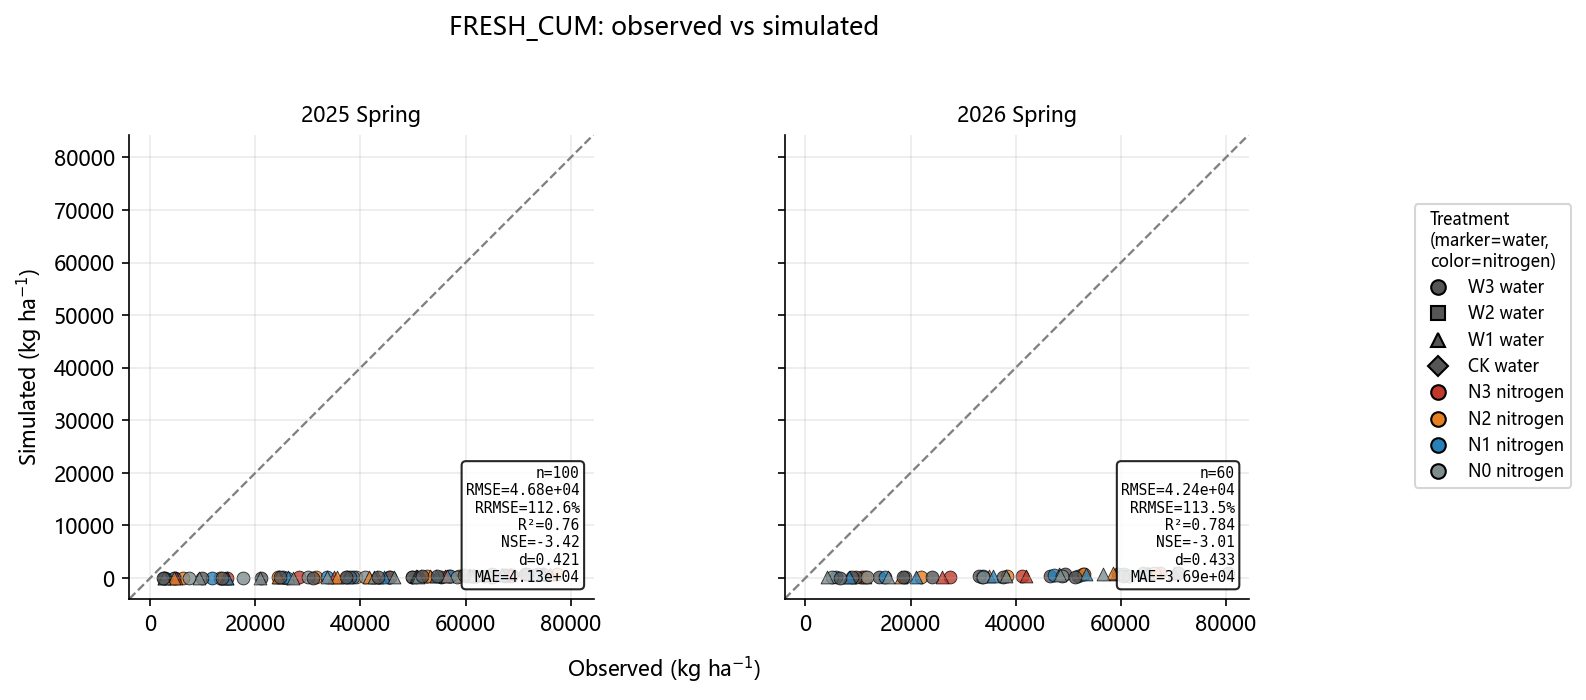 FRESH_CUM: observed vs simulated
2025 Spring
2026 Spring
80000
70000
60000
50000
40000
30000
20000
10000
0
Simulated (kg ha⁻¹)
n=100
RMSE=4.68e+04
RRMSE=112.6%
R²=0.76
NSE=-3.42
d=0.421
MAE=4.13e+04
n=60
RMSE=4.24e+04
RRMSE=113.5%
R²=0.784
NSE=-3.01
d=0.433
MAE=3.69e+04
0 20000 40000 60000 80000
0 20000 40000 60000 80000
Observed (kg ha⁻¹)
Treatment
(marker=water,
color=nitrogen)
W3 water
W2 water
W1 water
CK water
N3 nitrogen
N2 nitrogen
N1 nitrogen
N0 nitrogen